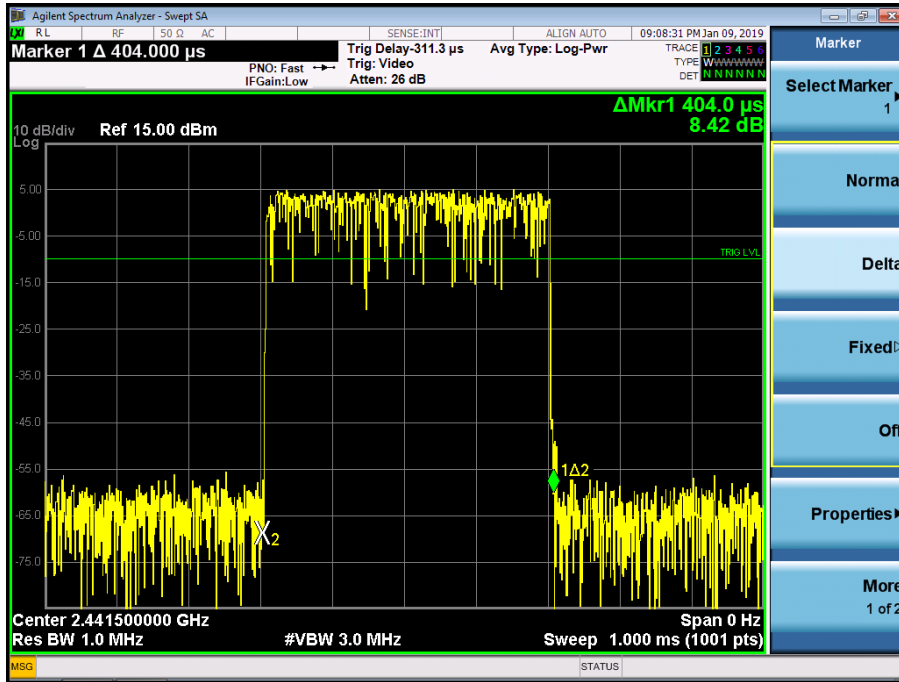 Agilent Spectrum Analyzer - Swept SA
LXI RL RF 50 Ω AC SENSE:INT ALIGN AUTO 09:08:31 PM Jan 09, 2019
Marker 1 Δ 404.000 µs
PNO: Fast
IFGain:Low
Trig Delay-311.3 µs
Trig: Video
Atten: 26 dB
Avg Type: Log-Pwr
TRACE 1 2 3 4 5 6
TYPE WWWWWW
DET N N N N N N
ΔMkr1 404.0 µs
8.42 dB
10 dB/div Ref 15.00 dBm
Log
5.00
-5.00
TRIG LVL
-15.0
-25.0
-35.0
-45.0
-55.0
1Δ2
-65.0
X2
-75.0
Center 2.441500000 GHz Span 0 Hz
Res BW 1.0 MHz #VBW 3.0 MHz Sweep 1.000 ms (1001 pts)
MSG STATUS
Marker
Select Marker
1
Norma
Delta
Fixed
Off
Properties
More
1 of 2